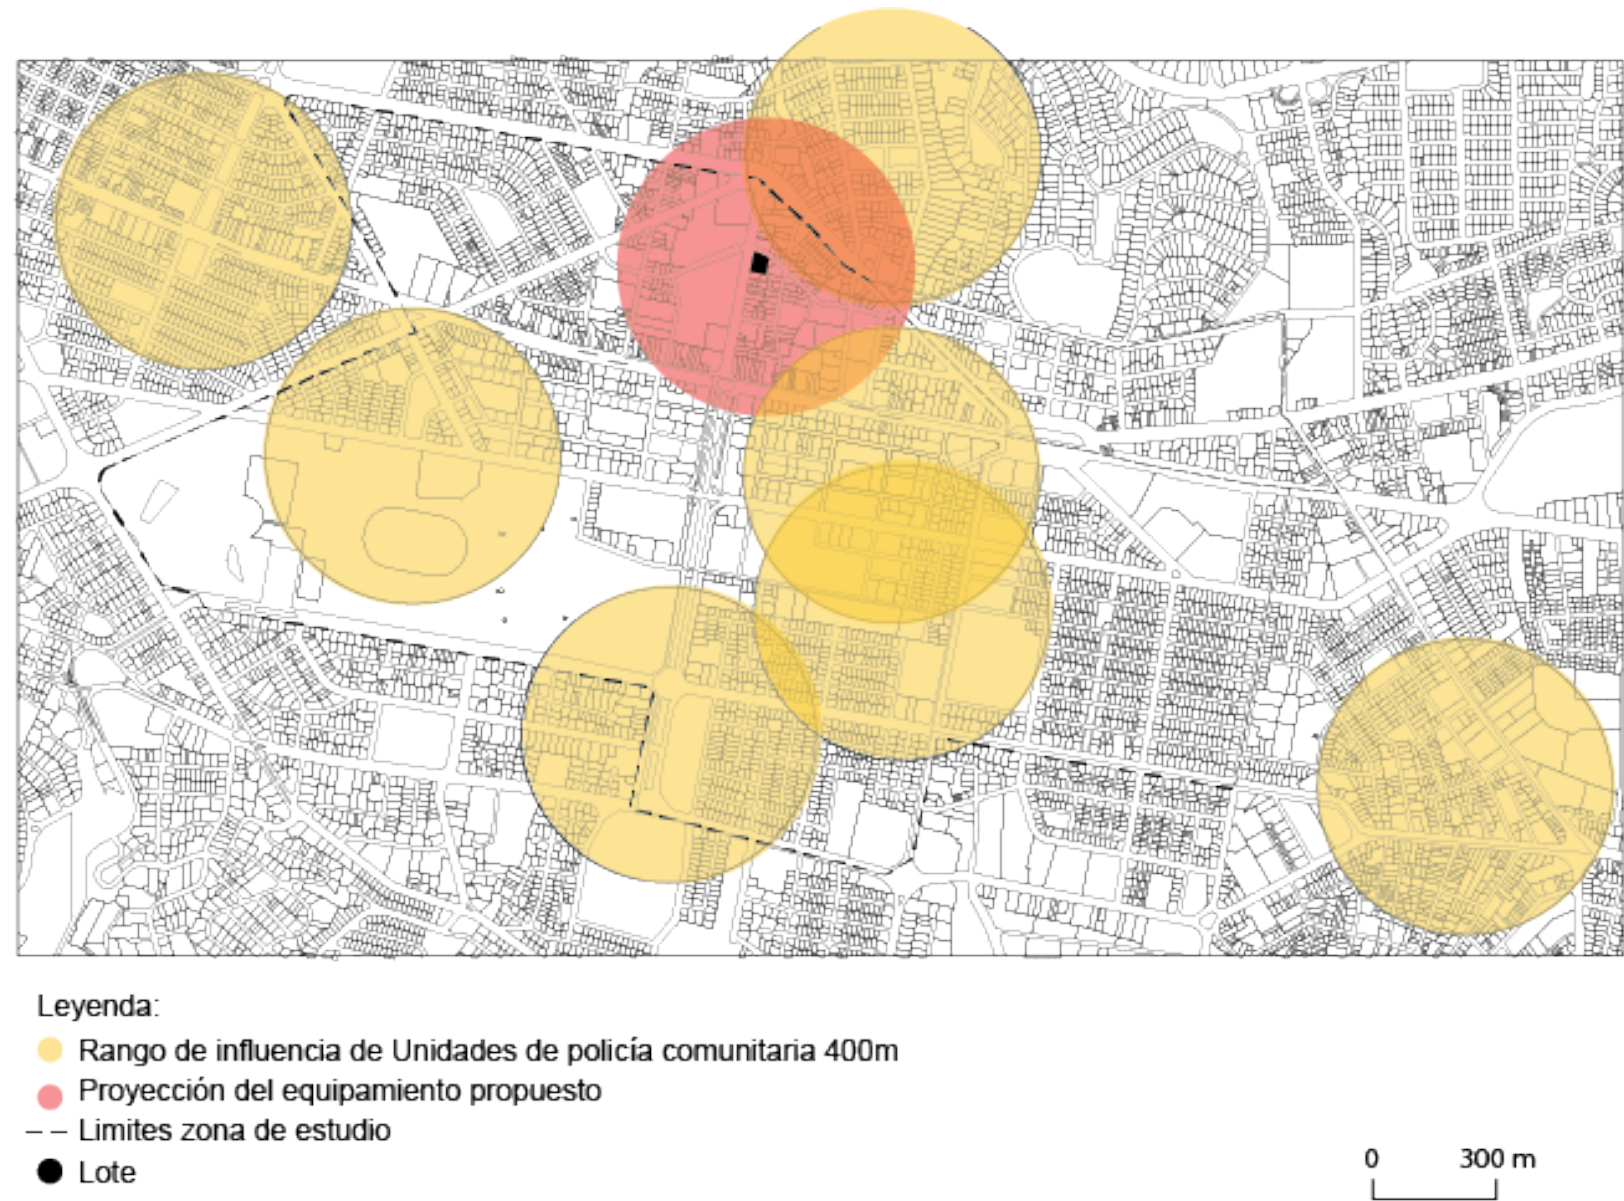 Leyenda:
Rango de influencia de Unidades de policía comunitaria 400m
Proyección del equipamiento propuesto
Limites zona de estudio
Lote
0 300 m